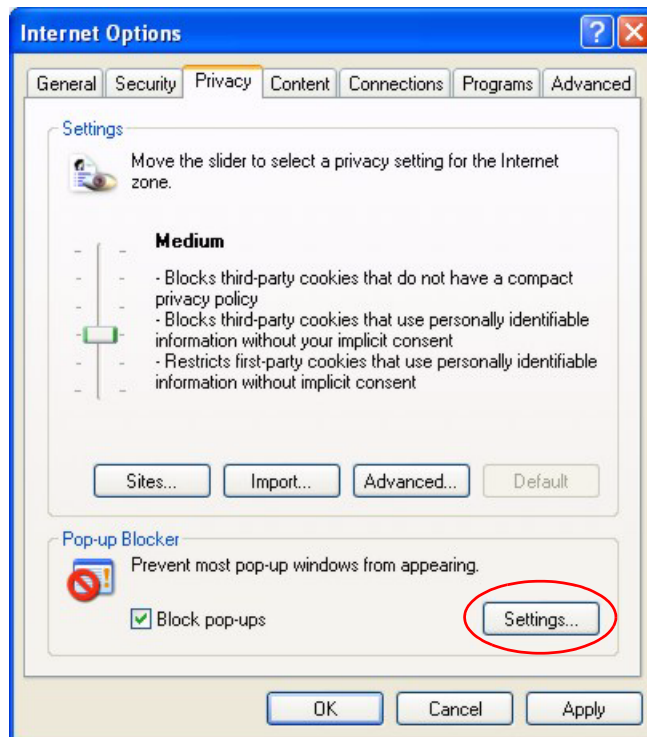 Internet Options
General Security Privacy Content Connections Programs Advanced
Settings
Move the slider to select a privacy setting for the Internet
zone.
Medium
- Blocks third-party cookies that do not have a compact
privacy policy
- Blocks third-party cookies that use personally identifiable
information without your implicit consent
- Restricts first-party cookies that use personally identifiable
information without implicit consent
Sites... Import... Advanced... Default
Pop-up Blocker
Prevent most pop-up windows from appearing.
Block pop-ups Settings...
OK Cancel Apply